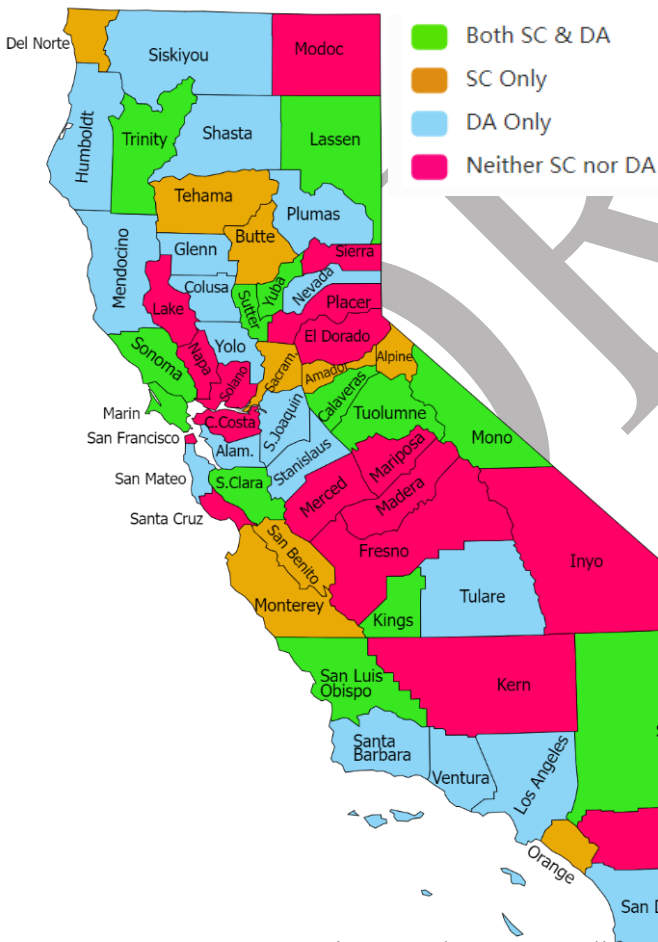 Both SC & DA
SC Only
DA Only
Neither SC nor DA
Del Norte
Siskiyou
Modoc
Humboldt
Trinity
Shasta
Lassen
Tehama
Plumas
Butte
Mendocino
Glenn
Sierra
Colusa
Yuba
Nevada
Sutter
Lake
Placer
El Dorado
Yolo
Napa
Sonoma
Solano
Sacram.
Amador
Alpine
Calaveras
Marin
C.Costa
S.Joaquin
Tuolumne
Mono
San Francisco
Alam.
Stanislaus
Mariposa
San Mateo
S.Clara
Merced
Madera
Santa Cruz
San Benito
Fresno
Inyo
Monterey
Kings
Tulare
San Luis
Obispo
Kern
Santa
Barbara
Ventura
Los Angeles
Orange
San D